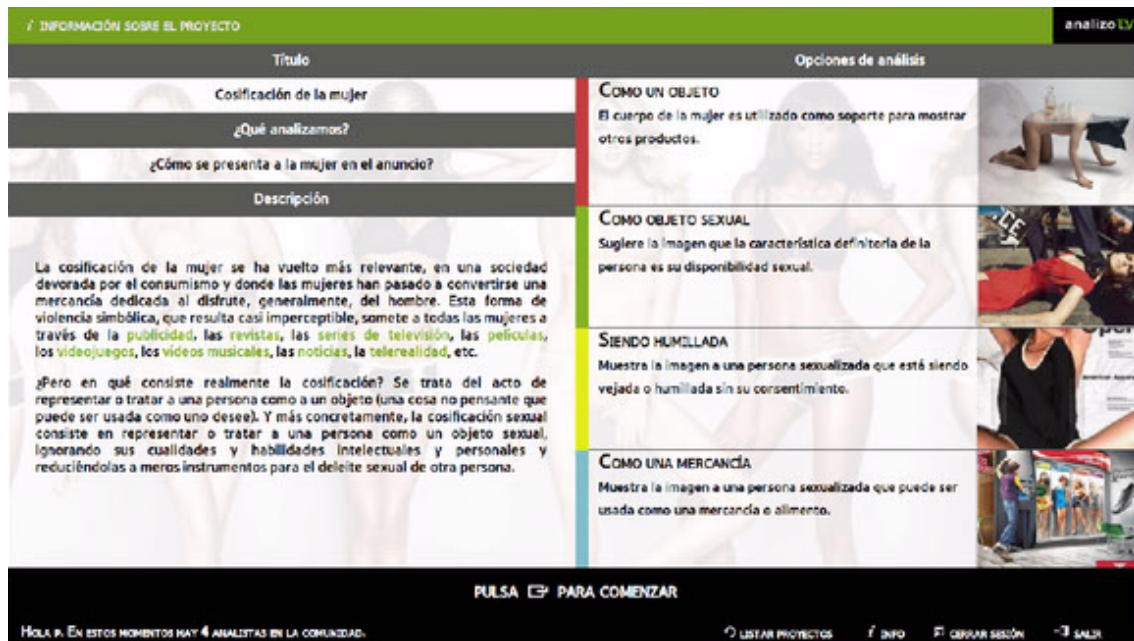 i INFORMACIÓN SOBRE EL PROYECTO
analizoTV
Título
Cosificación de la mujer
¿Qué analizamos?
¿Cómo se presenta a la mujer en el anuncio?
Descripción
La cosificación de la mujer se ha vuelto más relevante, en una sociedad
devorada por el consumismo y donde las mujeres han pasado a convertirse una
mercancía dedicada al disfrute, generalmente, del hombre. Esta forma de
violencia simbólica, que resulta casi imperceptible, somete a todas las mujeres a
través de la publicidad, las revistas, las series de televisión, las películas,
los videojuegos, los vídeos musicales, las noticias, la telerealidad, etc.
¿Pero en qué consiste realmente la cosificación? Se trata del acto de
representar o tratar a una persona como a un objeto (una cosa no pensante que
puede ser usada como uno desee). Y más concretamente, la cosificación sexual
consiste en representar o tratar a una persona como un objeto sexual,
ignorando sus cualidades y habilidades intelectuales y personales y
reduciéndolas a meros instrumentos para el deleite sexual de otra persona.
Opciones de análisis
COMO UN OBJETO
El cuerpo de la mujer es utilizado como soporte para mostrar
otros productos.
COMO OBJETO SEXUAL
Sugiere la imagen que la característica definitoria de la
persona es su disponibilidad sexual.
SIENDO HUMILLADA
Muestra la imagen a una persona sexualizada que está siendo
vejada o humillada sin su consentimiento.
American Apparel
COMO UNA MERCANCÍA
Muestra la imagen a una persona sexualizada que puede ser
usada como una mercancía o alimento.
PULSA PARA COMENZAR
HOLA P. EN ESTOS MOMENTOS HAY 4 ANALISTAS EN LA COMUNIDAD.
LISTAR PROYECTOS
i INFO
CERRAR SESIÓN
SALIR